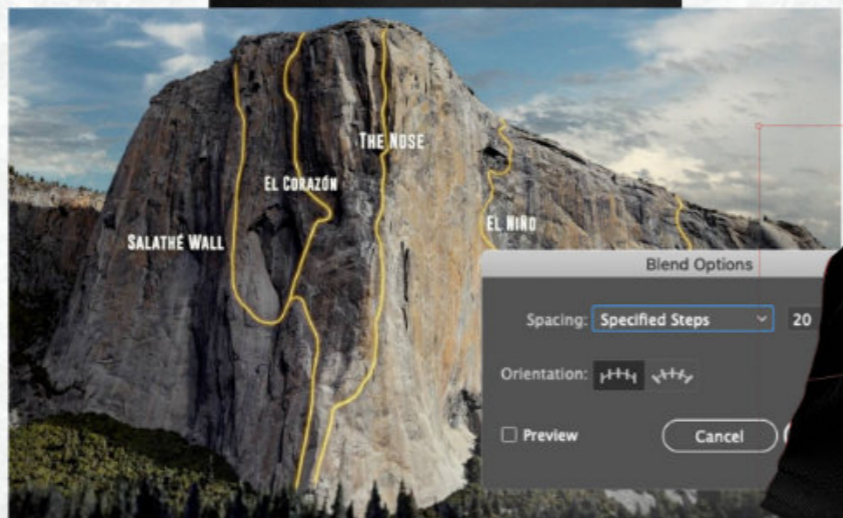 THE NOSE
EL CORAZÓN
SALATHÉ WALL
EL NIÑO
Blend Options
Spacing: Specified Steps 20
Orientation:
Preview
Cancel